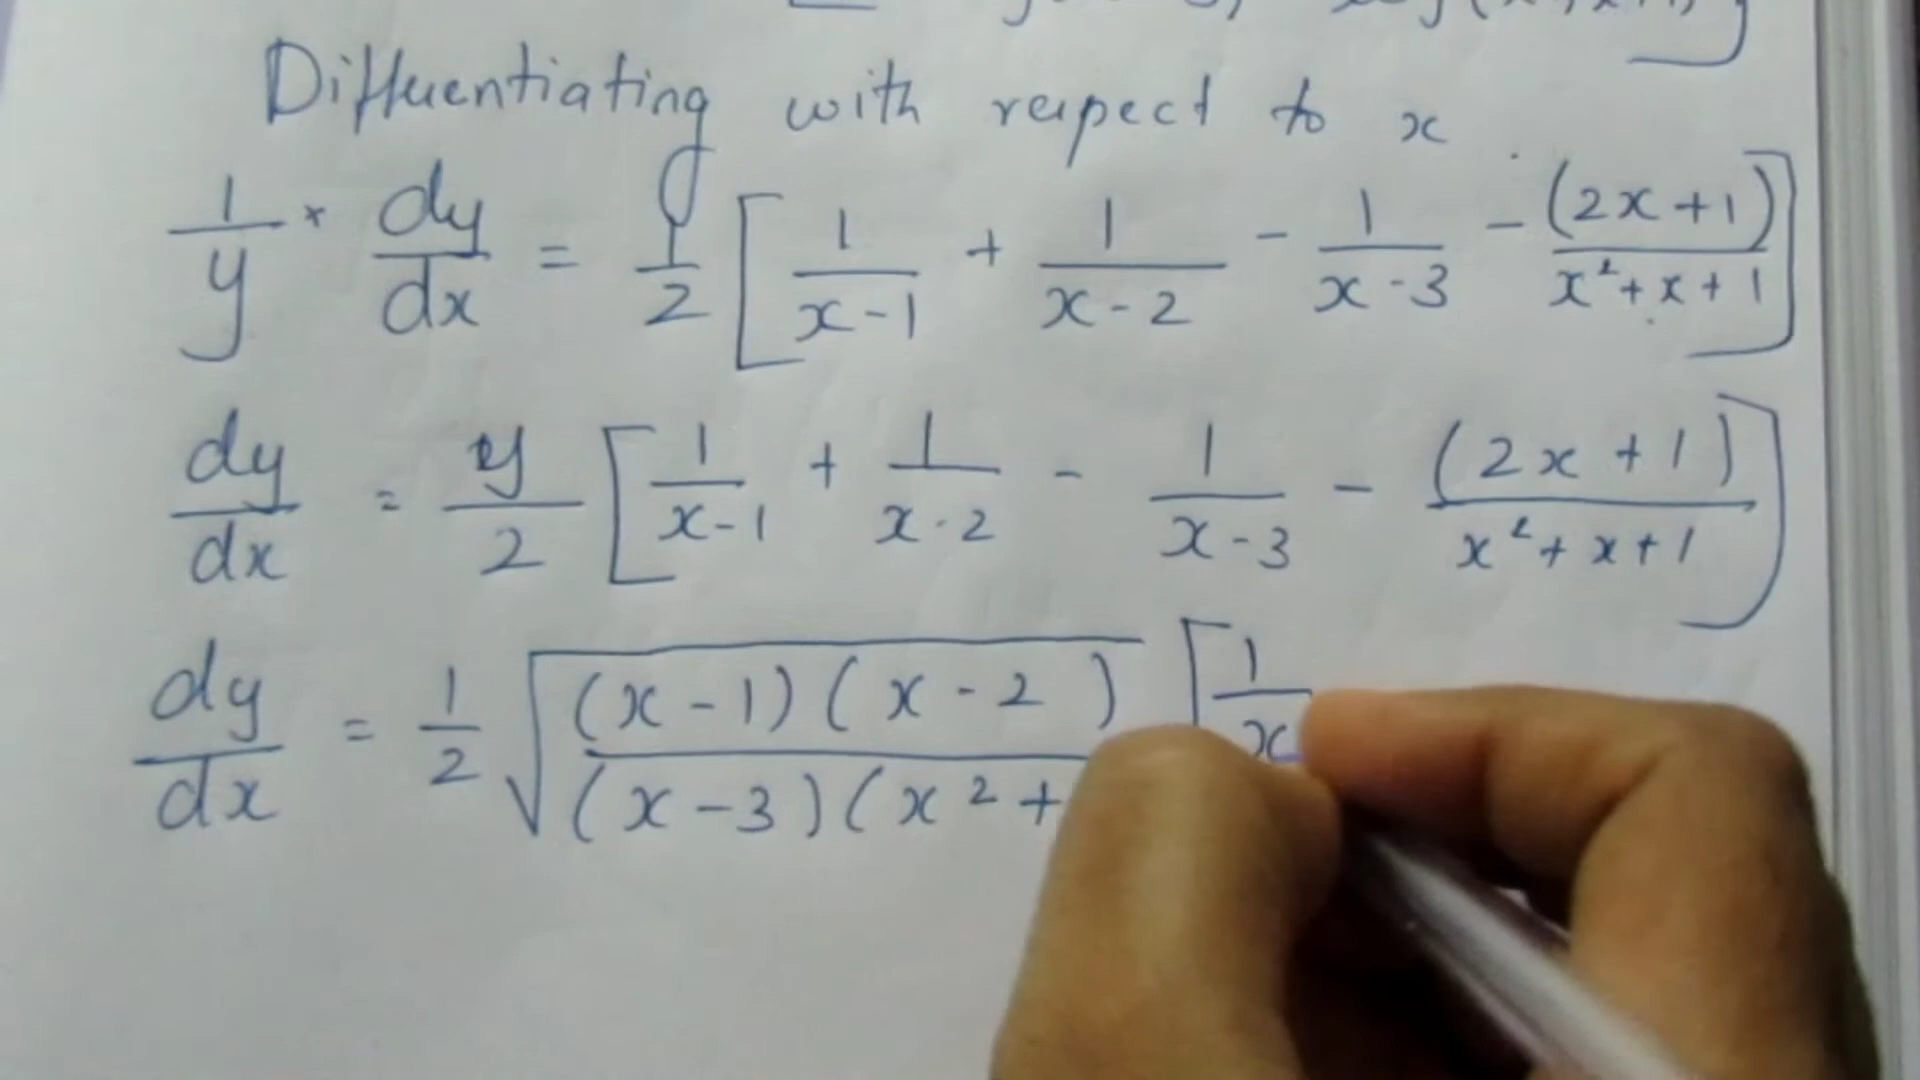 Differentiating with respect to x
1/y × dy/dx = 1/2 [ 1/(x-1) + 1/(x-2) - 1/(x-3) - (2x+1)/(x²+x+1) ]
dy/dx = y/2 [ 1/(x-1) + 1/(x-2) - 1/(x-3) - (2x+1)/(x²+x+1) ]
dy/dx = 1/2 √((x-1)(x-2)/(x-3)(x²+ [ 1/x